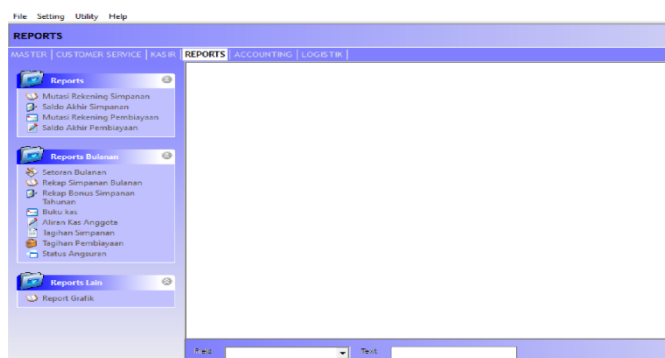 File Setting Utility Help
REPORTS
MASTER | CUSTOMER SERVICE | KASIR | REPORTS | ACCOUNTING | LOGISTIK |
Reports
Mutasi Rekening Simpanan
Saldo Akhir Simpanan
Mutasi Rekening Pembiayaan
Saldo Akhir Pembiayaan
Reports Bulanan
Setoran Bulanan
Rekap Simpanan Bulanan
Rekap Bonus Simpanan
Tahunan
Buku kas
Aliran Kas Anggota
Tagihan Simpanan
Tagihan Pembiayaan
Status Angsuran
Reports Lain
Report Grafik
Field Text